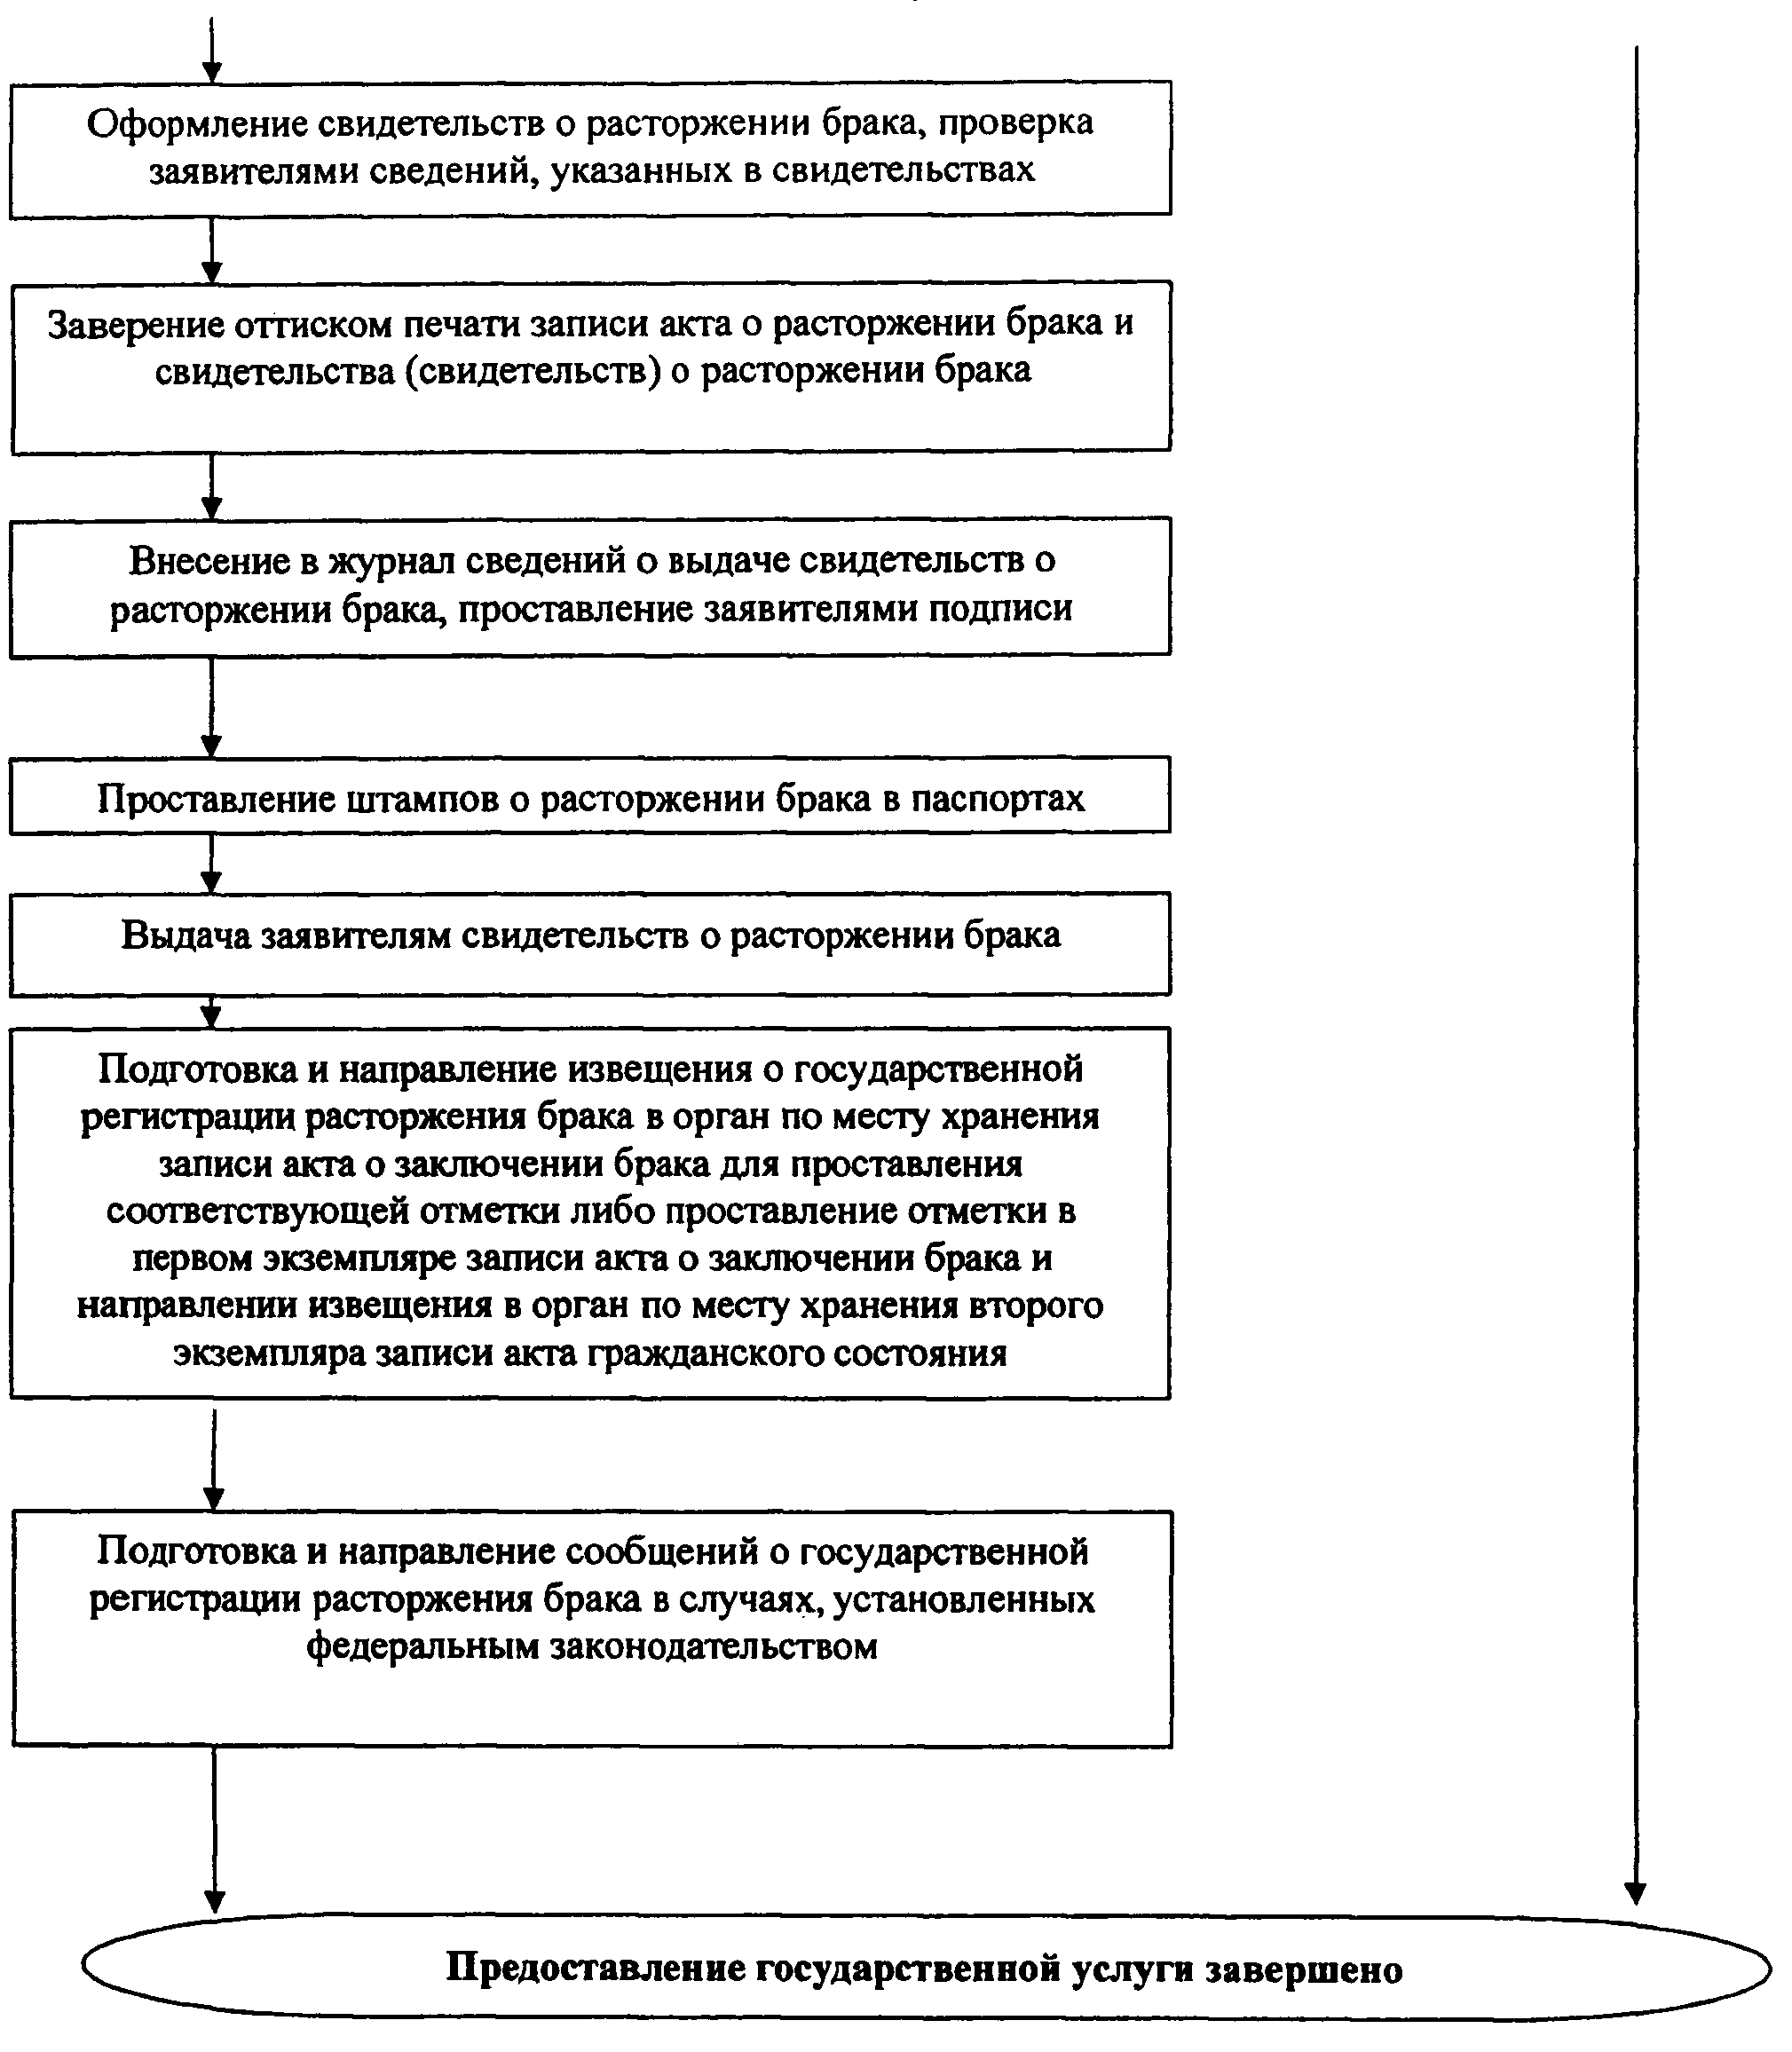 Оформление свидетельств о расторжении брака, проверка
заявителями сведений, указанных в свидетельствах
Заверение оттиском печати записи акта о расторжении брака и
свидетельства (свидетельств) о расторжении брака
Внесение в журнал сведений о выдаче свидетельств о
расторжении брака, проставление заявителями подписи
Проставление штампов о расторжении брака в паспортах
Выдача заявителям свидетельств о расторжении брака
Подготовка и направление извещения о государственной
регистрации расторжения брака в орган по месту хранения
записи акта о заключении брака для проставления
соответствующей отметки либо проставление отметки в
первом экземпляре записи акта о заключении брака и
направлении извещения в орган по месту хранения второго
экземпляра записи акта гражданского состояния
Подготовка и направление сообщений о государственной
регистрации расторжения брака в случаях, установленных
федеральным законодательством
Предоставление государственной услуги завершено